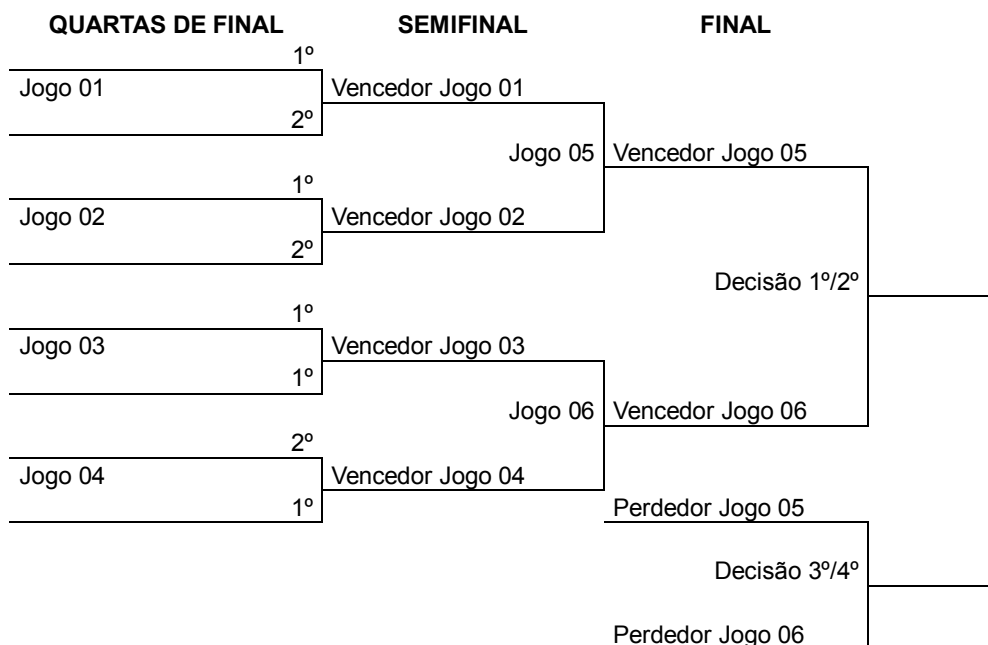 QUARTAS DE FINAL SEMIFINAL FINAL
1º
Jogo 01 Vencedor Jogo 01
2º
Jogo 05 Vencedor Jogo 05
1º
Jogo 02 Vencedor Jogo 02
2º
Decisão 1º/2º
1º
Jogo 03 Vencedor Jogo 03
1º
Jogo 06 Vencedor Jogo 06
2º
Jogo 04 Vencedor Jogo 04
1º Perdedor Jogo 05
Decisão 3º/4º
Perdedor Jogo 06